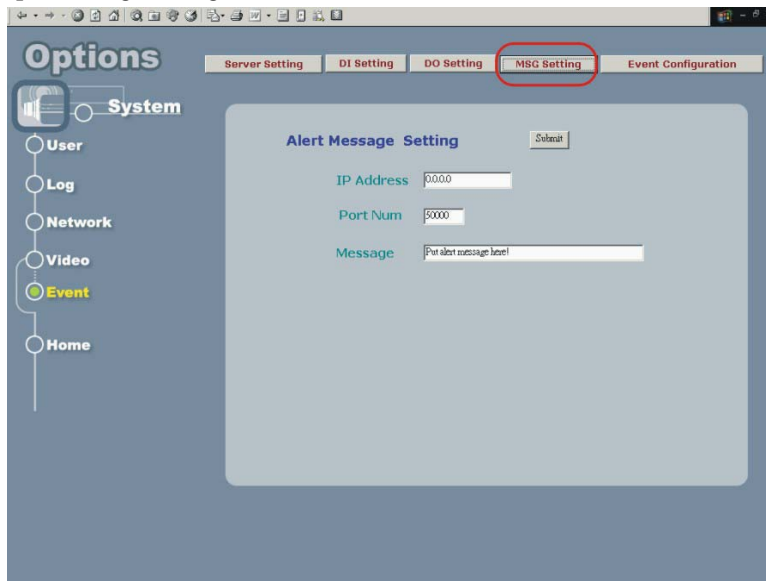 Options
Server Setting DI Setting DO Setting MSG Setting Event Configuration
System
User
Log
Network
Video
Event
Home
Alert Message Setting Submit
IP Address 0.0.0.0
Port Num 50000
Message Put alert message here!